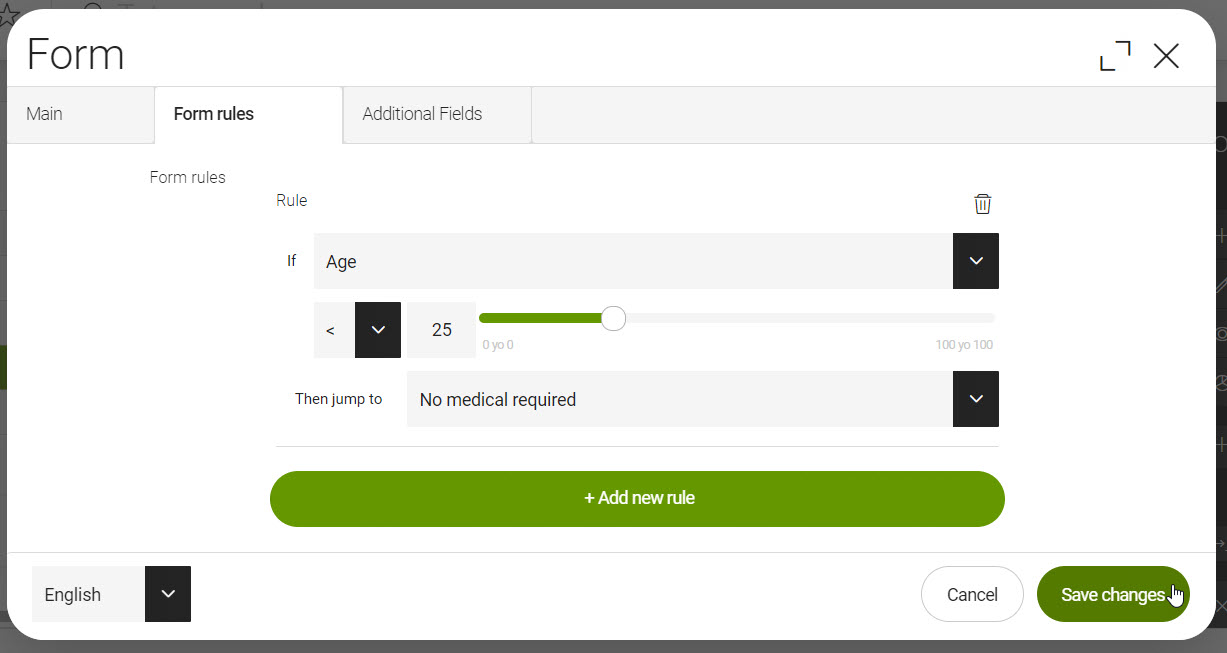 Form
Main
Form rules
Additional Fields
Form rules
Rule
If
Age
<
25
0 yo 0
100 yo 100
Then jump to
No medical required
+ Add new rule
English
Cancel
Save changes